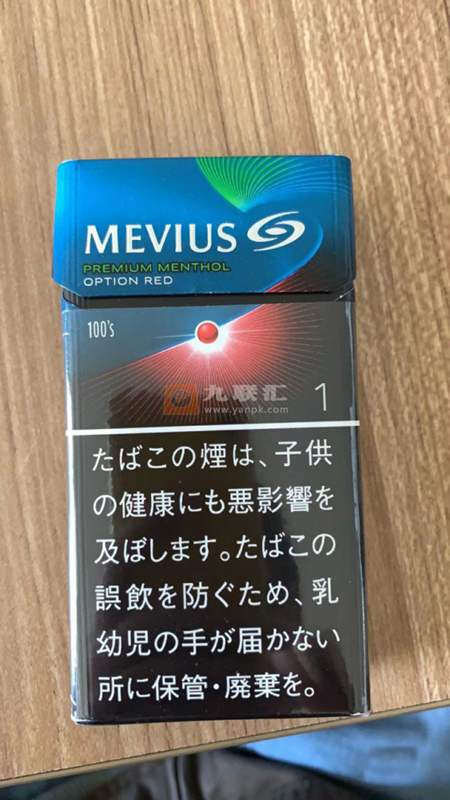 MEVIUS
PREMIUM MENTHOL
OPTION RED
100's
九联汇
www.yanpk.com
1
たばこの煙は、子供
の健康にも悪影響を
及ぼします。たばこの
誤飲を防ぐため、乳
幼児の手が届かない
所に保管・廃棄を。